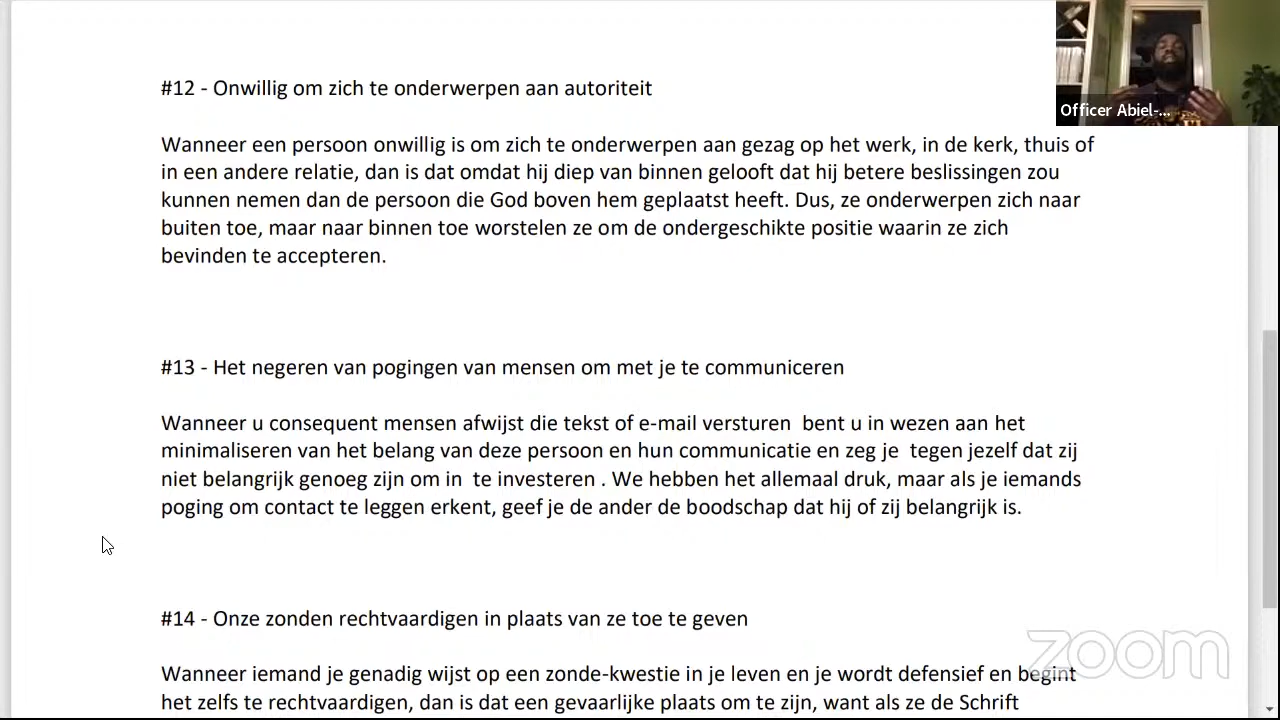 #12 - Onwillig om zich te onderwerpen aan autoriteit
Officer Abiel-...
Wanneer een persoon onwillig is om zich te onderwerpen aan gezag op het werk, in de kerk, thuis of
in een andere relatie, dan is dat omdat hij diep van binnen gelooft dat hij betere beslissingen zou
kunnen nemen dan de persoon die God boven hem geplaatst heeft. Dus, ze onderwerpen zich naar
buiten toe, maar naar binnen toe worstelen ze om de ondergeschikte positie waarin ze zich
bevinden te accepteren.
#13 - Het negeren van pogingen van mensen om met je te communiceren
Wanneer u consequent mensen afwijst die tekst of e-mail versturen  bent u in wezen aan het
minimaliseren van het belang van deze persoon en hun communicatie en zeg je  tegen jezelf dat zij
niet belangrijk genoeg zijn om in  te investeren . We hebben het allemaal druk, maar als je iemands
poging om contact te leggen erkent, geef je de ander de boodschap dat hij of zij belangrijk is.
#14 - Onze zonden rechtvaardigen in plaats van ze toe te geven
Wanneer iemand je genadig wijst op een zonde-kwestie in je leven en je wordt defensief en begint
het zelfs te rechtvaardigen, dan is dat een gevaarlijke plaats om te zijn, want als ze de Schrift
zoom